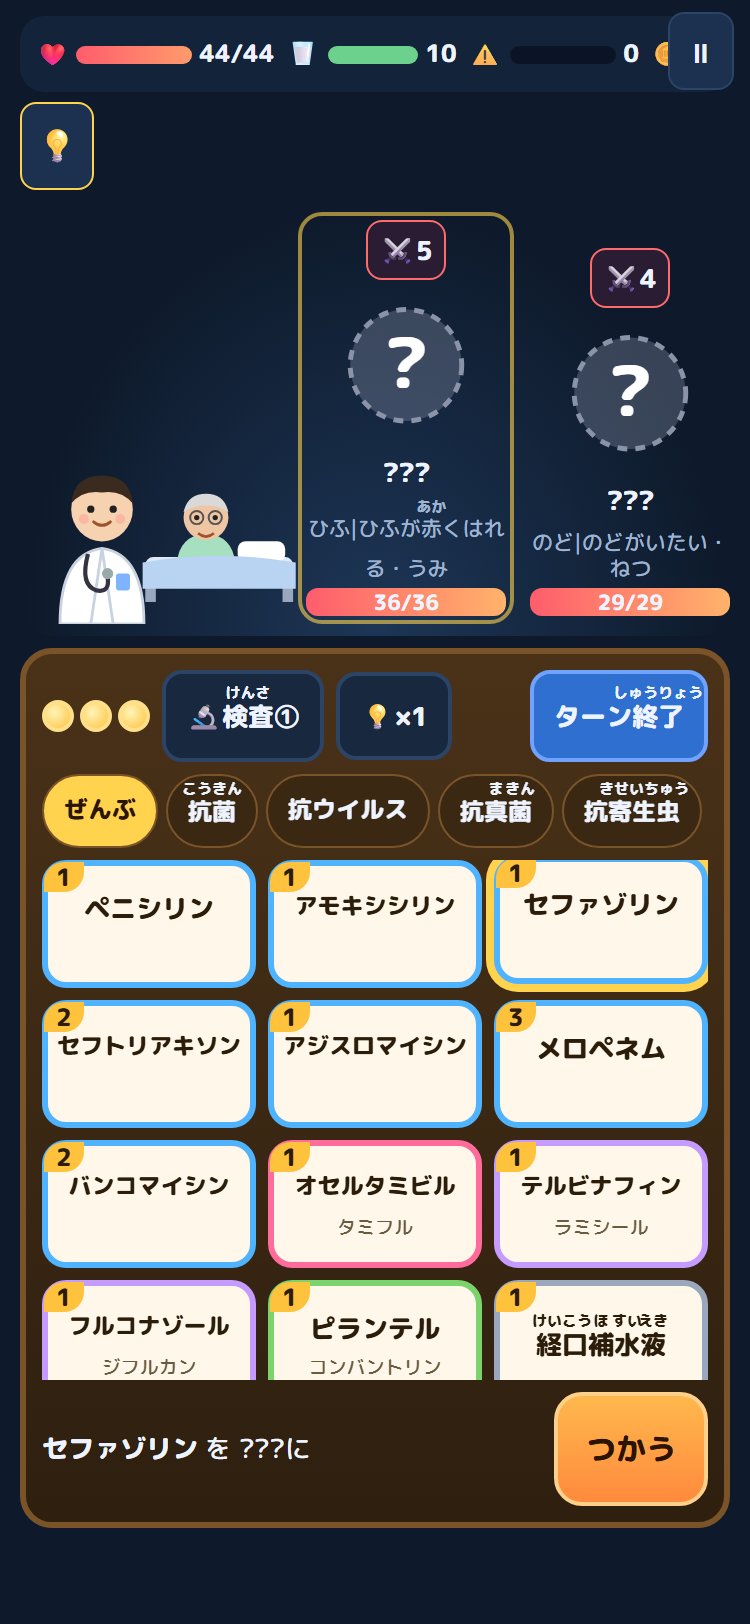 44/44 10 0
5
4
?
?
???
???
あか
ひふ|ひふが赤くはれ
る・うみ
のど|のどがいたい・
ねつ
36/36
29/29
けんさ
検査①
×1
しゅうりょう
ターン終了
ぜんぶ
こうきん
抗菌
抗ウイルス
まきん
抗真菌
きせいちゅう
抗寄生虫
1
ペニシリン
1
アモキシシリン
1
セファゾリン
2
セフトリアキソン
1
アジスロマイシン
3
メロペネム
2
バンコマイシン
1
オセルタミビル
タミフル
1
テルビナフィン
ラミシール
1
フルコナゾール
ジフルカン
1
ピランテル
コンバントリン
1
けいこうほすいえき
経口補水液
セファゾリン を ???に
つかう